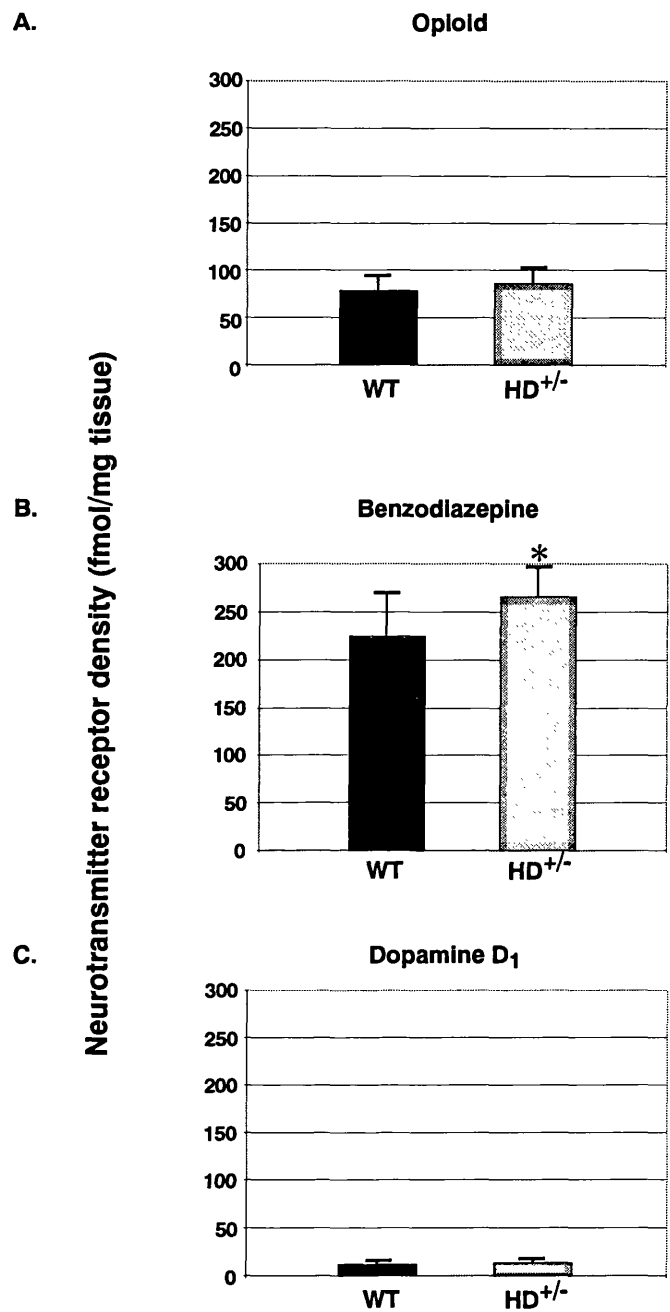 A.
Opioid
300
250
200
150
100
50
0
WT
HD+/-
Neurotransmitter receptor density (fmol/mg tissue)
B.
Benzodiazepine
*
300
250
200
150
100
50
0
WT
HD+/-
C.
Dopamine D1
300
250
200
150
100
50
0
WT
HD+/-